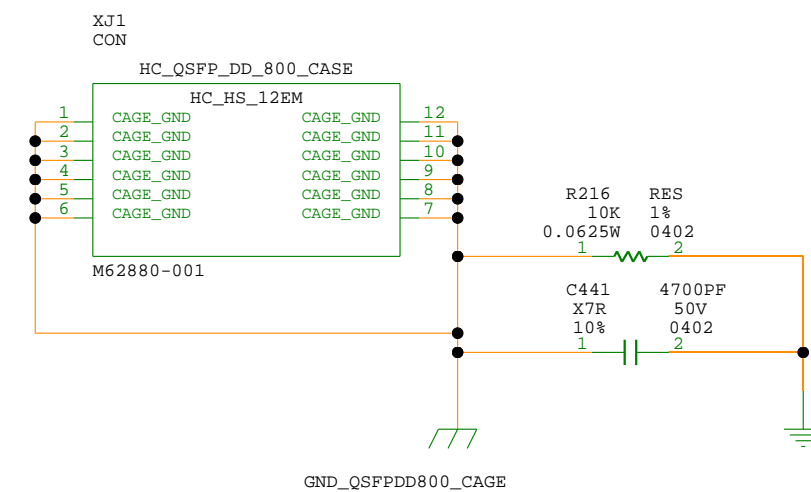 XJ1
CON
HC_QSFP_DD_800_CASE
HC_HS_12EM
1 CAGE_GND CAGE_GND 12
2 CAGE_GND CAGE_GND 11
3 CAGE_GND CAGE_GND 10
4 CAGE_GND CAGE_GND 9
5 CAGE_GND CAGE_GND 8
6 CAGE_GND CAGE_GND 7
M62880-001
R216 RES
10K 1%
0.0625W 0402
1 2
C441 4700PF
X7R 50V
10% 0402
1 2
GND_QSFPDD800_CAGE